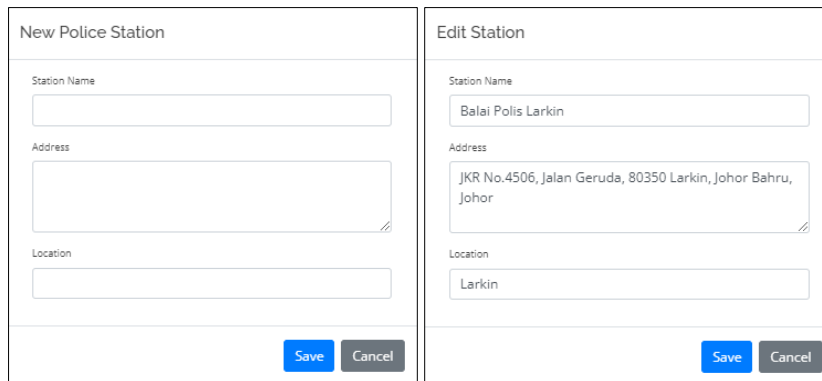 New Police Station
Station Name
Address
Location
Save
Cancel
Edit Station
Station Name
Balai Polis Larkin
Address
JKR No.4506, Jalan Geruda, 80350 Larkin, Johor Bahru,
Johor
Location
Larkin
Save
Cancel